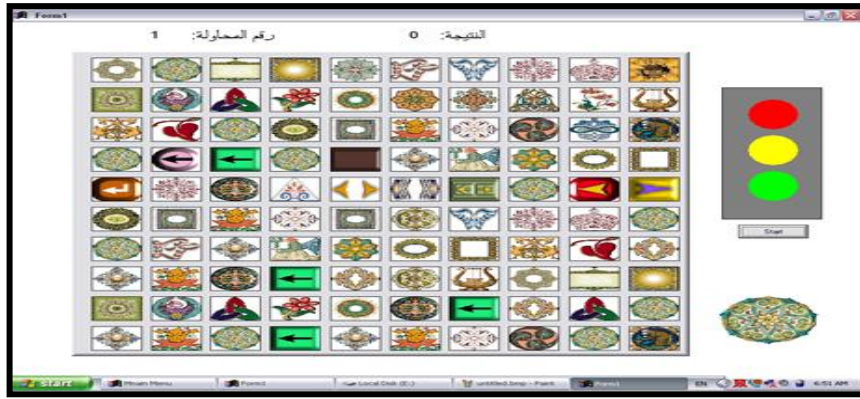 Form1
رقم المحاولة: 1
النتيجة: 0
Start
start
Mnain Menu
Form1
Local Disk (E:)
untitled.bmp - Paint
Form1
EN
6:51 AM